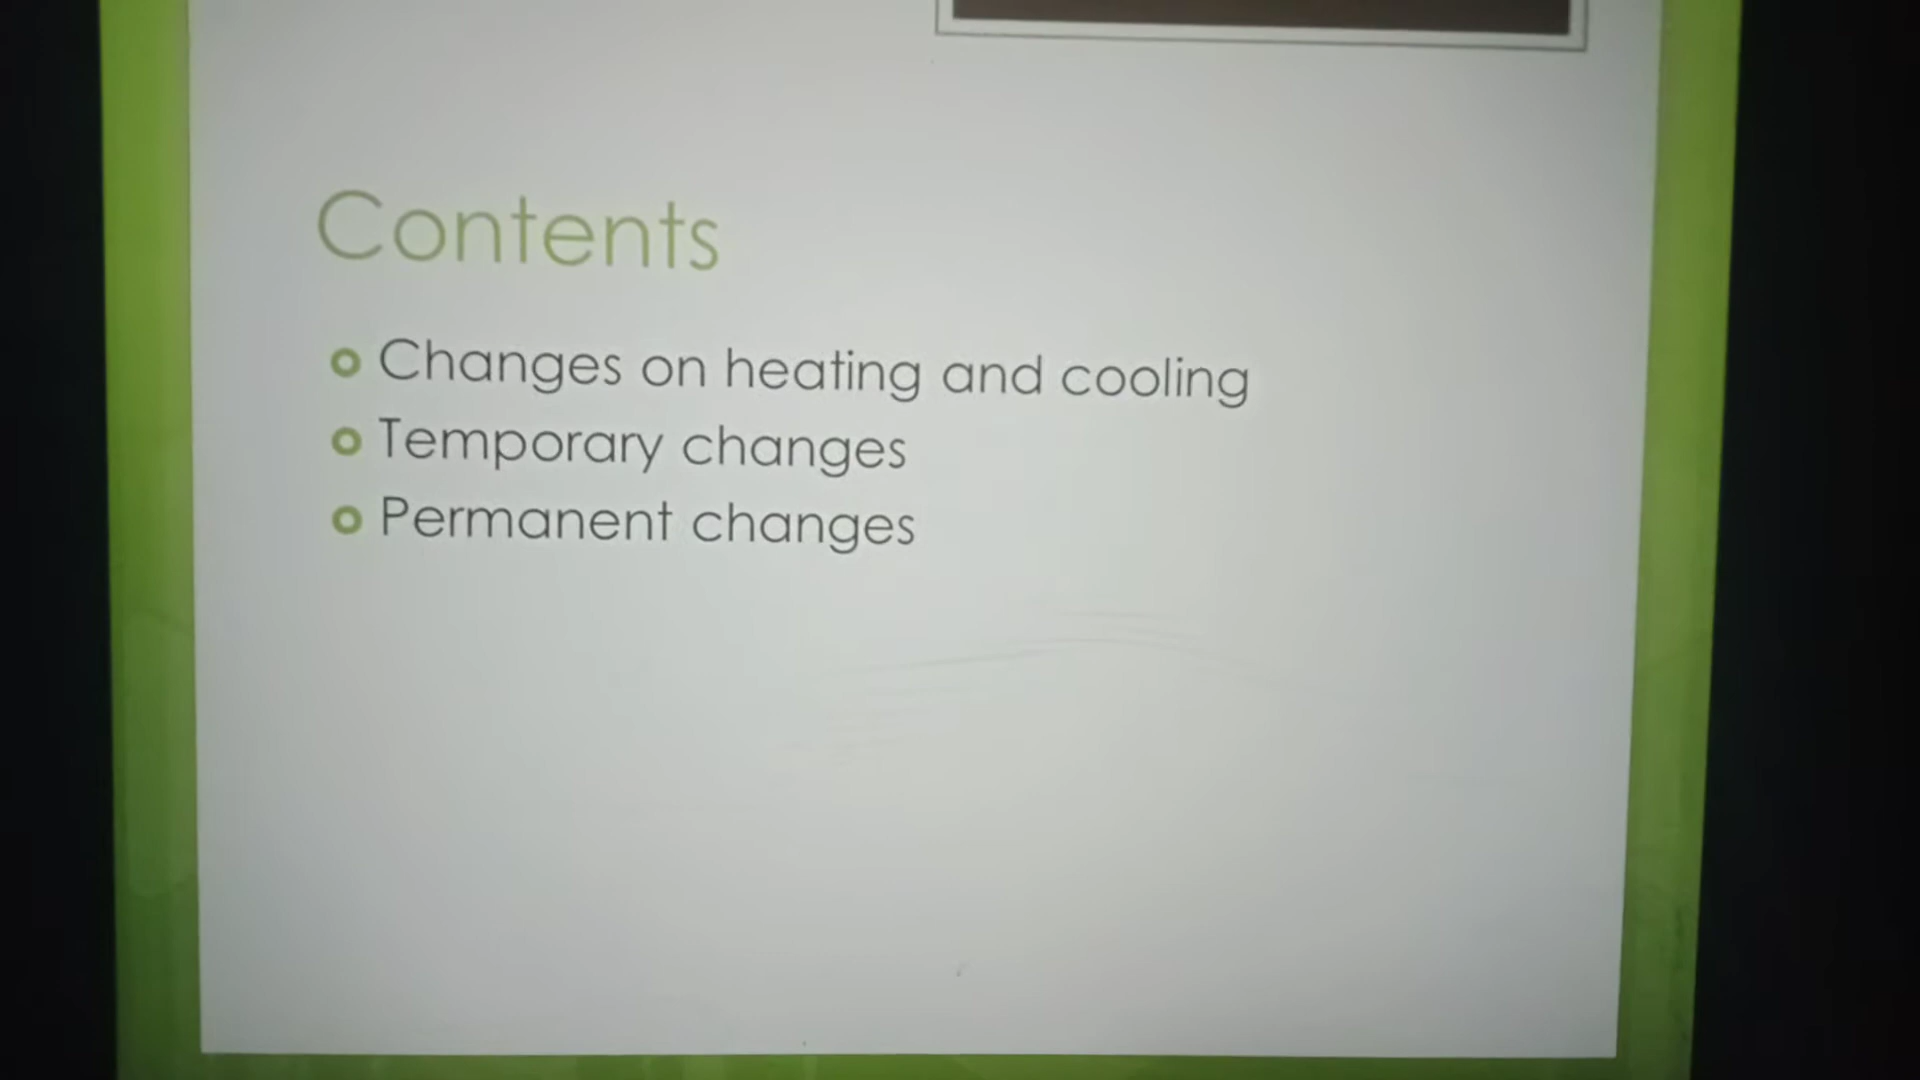 Contents
Changes on heating and cooling
Temporary changes
Permanent changes